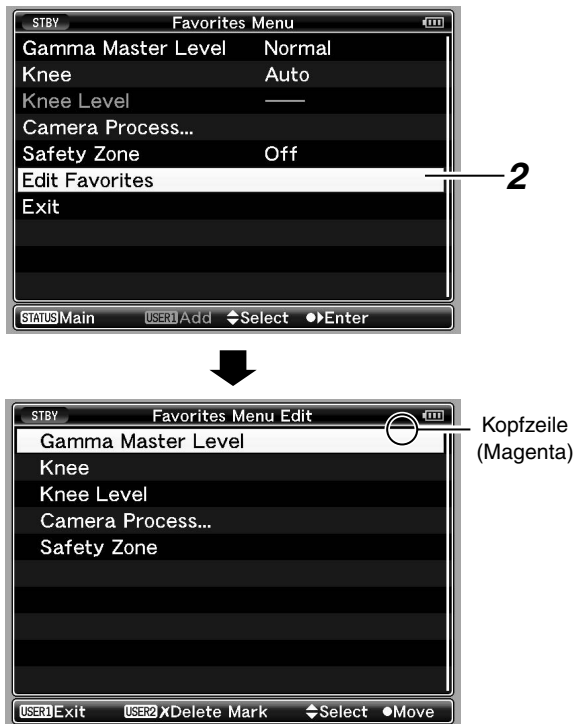 STBY Favorites Menu
Gamma Master Level Normal
Knee Auto
Knee Level ——
Camera Process...
Safety Zone Off
Edit Favorites
2
Exit
STATUS Main USER1 Add Select Enter
STBY Favorites Menu Edit
Kopfzeile
(Magenta)
Gamma Master Level
Knee
Knee Level
Camera Process...
Safety Zone
USER1 Exit USER2 X Delete Mark Select Move